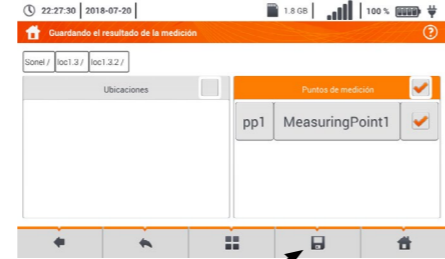 22:27:30 2018-07-20 1.8 GB 100 %
Guardando el resultado de la medición
Sonel / loc1.3 / loc1.3.2 /
Ubicaciones Puntos de medición
pp1 MeasuringPoint1